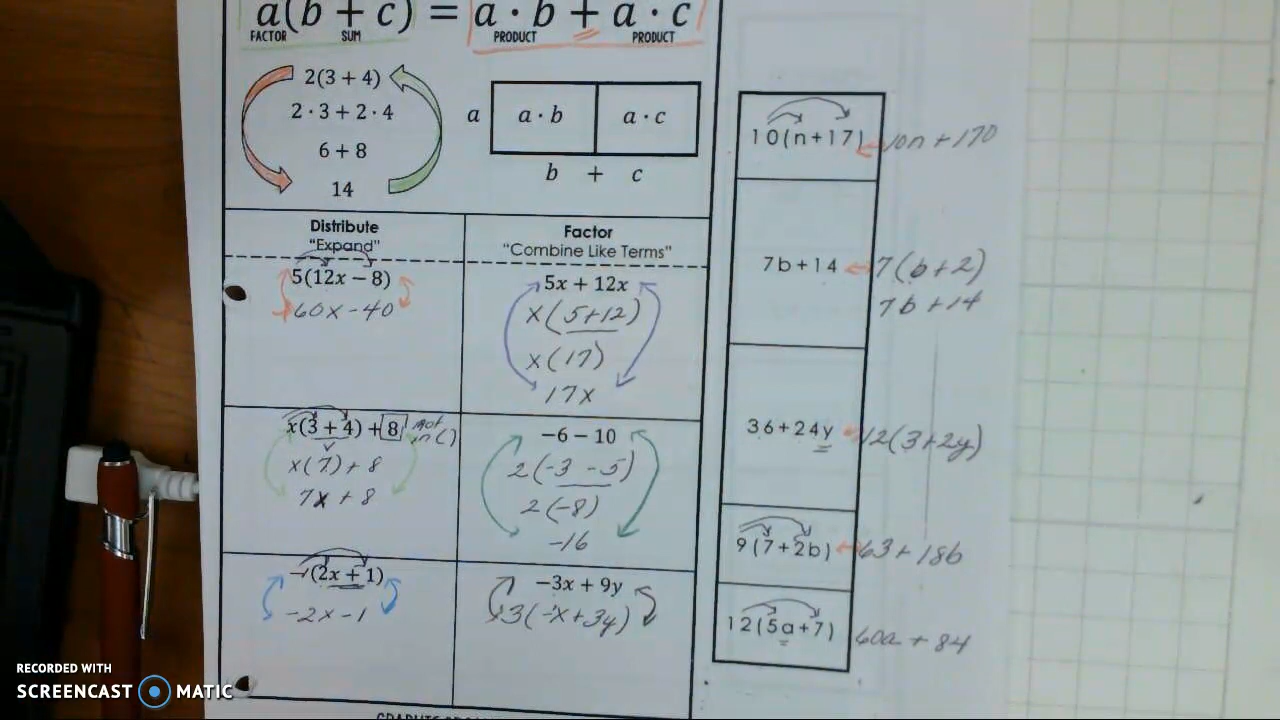 a(b + c) = a · b + a · c
FACTOR SUM PRODUCT PRODUCT
2(3 + 4)
2 · 3 + 2 · 4
6 + 8
14
a a · b a · c
b + c
Distribute
"Expand"
5(12x − 8)
60x - 40
x(3 + 4) + 8 not in ()
x(7) + 8
7x + 8
-1(2x + 1)
-2x - 1
Factor
"Combine Like Terms"
5x + 12x
x(5+12)
x(17)
17x
−6 − 10
2(-3 -5)
2(-8)
-16
−3x + 9y
3(-x+3y)
10(n+17) 10n + 170
7b+14 7(b+2)
7b +14
36+24y 12(3+2y)
9(7+2b) 63 + 18b
12(5a+7) 60a + 84
RECORDED WITH
SCREENCAST MATIC